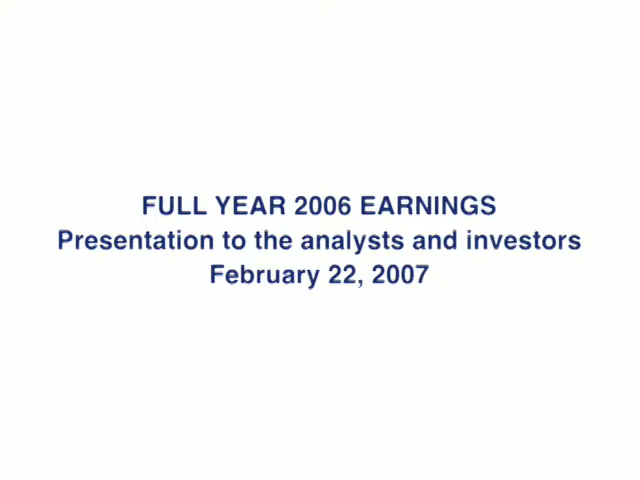 FULL YEAR 2006 EARNINGS
Presentation to the analysts and investors
February 22, 2007